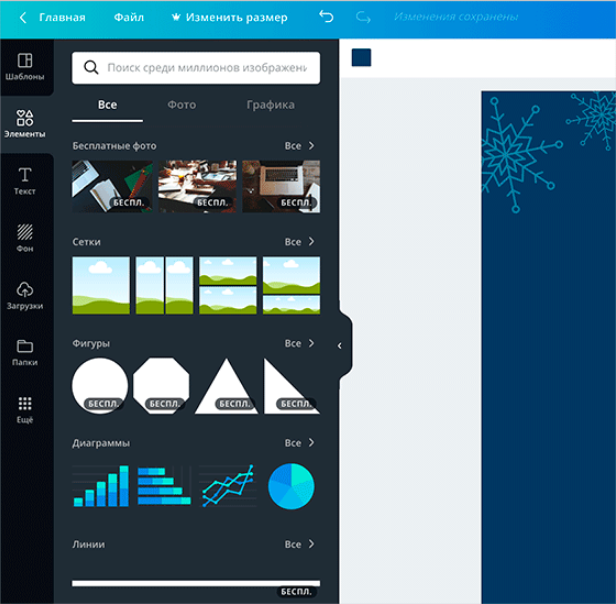 Главная Файл Изменить размер Изменения сохранены
Шаблоны
Элементы
Текст
Фон
Загрузки
Папки
Ещё
Поиск среди миллионов изображени
Все Фото Графика
Бесплатные фото Все
БЕСПЛ. БЕСПЛ. БЕСПЛ.
Сетки Все
Фигуры Все
БЕСПЛ. БЕСПЛ. БЕСПЛ. БЕСПЛ.
Диаграммы Все
Линии Все
БЕСПЛ.